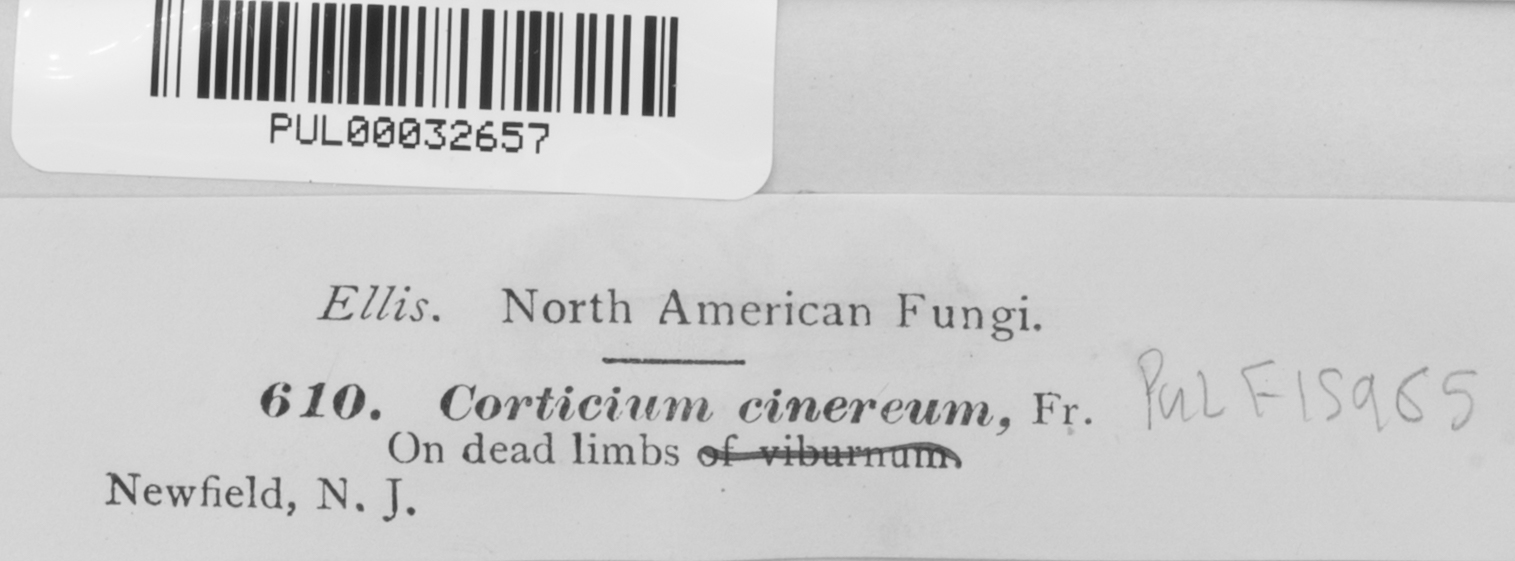 PUL00032657
Ellis. North American Fungi.
610. Corticium cinereum, Fr.
PUL F15965
On dead limbs of viburnum.
Newfield, N. J.